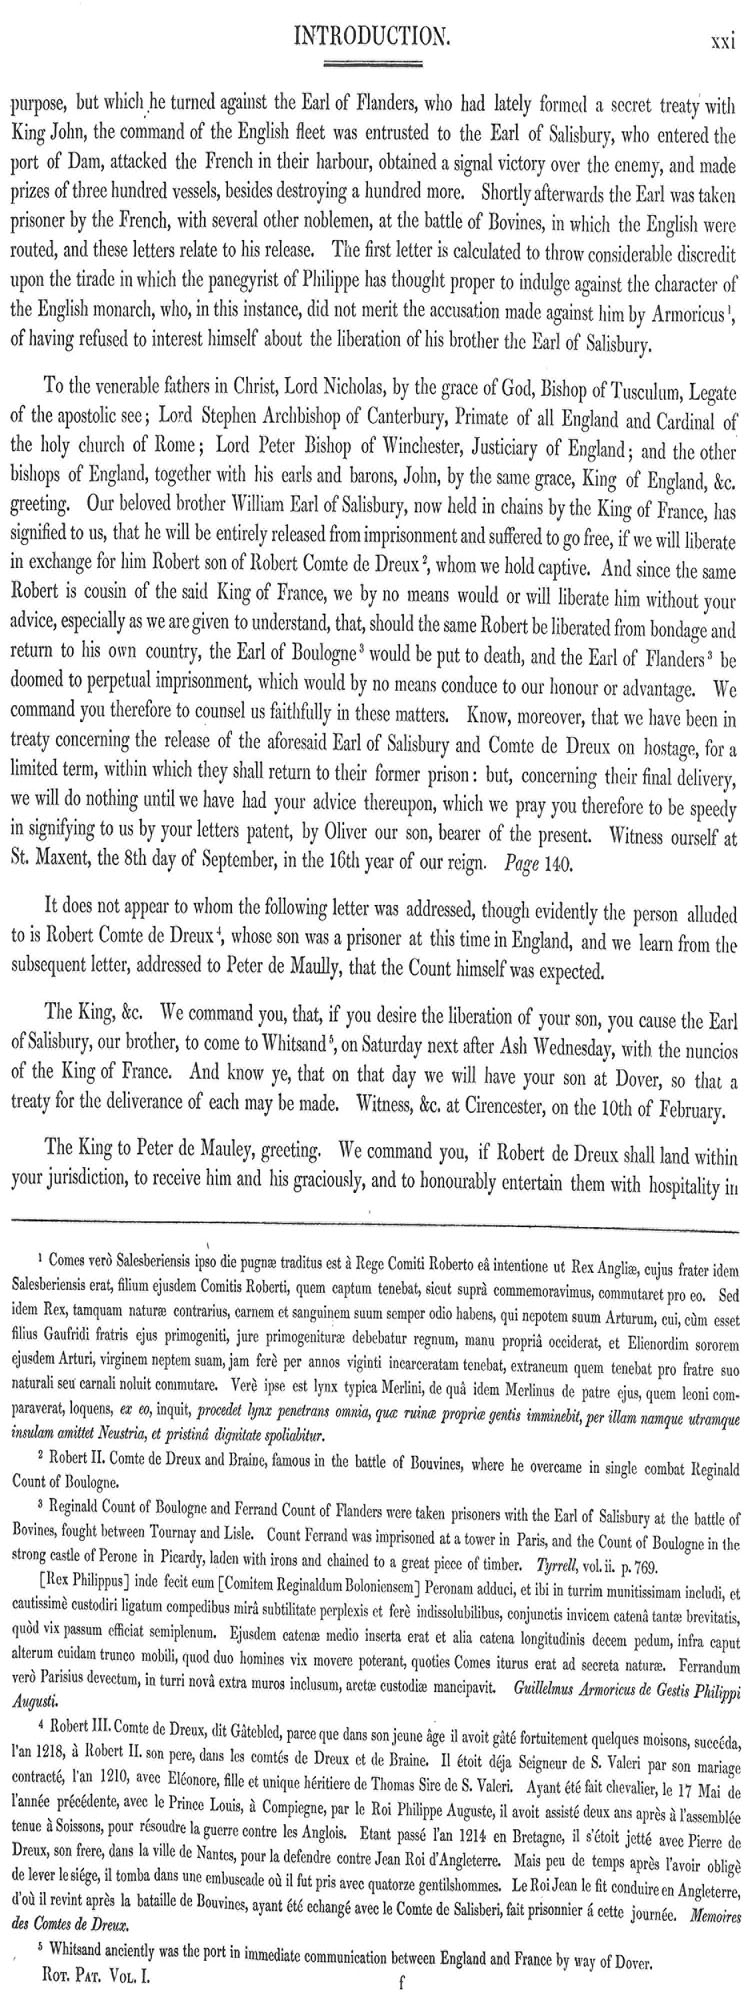 INTRODUCTION. xxi
purpose, but which he turned against the Earl of Flanders, who had lately formed a secret treaty with
King John, the command of the English fleet was entrusted to the Earl of Salisbury, who entered the
port of Dam, attacked the French in their harbour, obtained a signal victory over the enemy, and made
prizes of three hundred vessels, besides destroying a hundred more. Shortly afterwards the Earl was taken
prisoner by the French, with several other noblemen, at the battle of Bovines, in which the English were
routed, and these letters relate to his release. The first letter is calculated to throw considerable discredit
upon the tirade in which the panegyrist of Philippe has thought proper to indulge against the character of
the English monarch, who, in this instance, did not merit the accusation made against him by Armoricus¹,
of having refused to interest himself about the liberation of his brother the Earl of Salisbury.
To the venerable fathers in Christ, Lord Nicholas, by the grace of God, Bishop of Tusculum, Legate
of the apostolic see; Lord Stephen Archbishop of Canterbury, Primate of all England and Cardinal of
the holy church of Rome; Lord Peter Bishop of Winchester, Justiciary of England; and the other
bishops of England, together with his earls and barons, John, by the same grace, King of England, &c.
greeting. Our beloved brother William Earl of Salisbury, now held in chains by the King of France, has
signified to us, that he will be entirely released from imprisonment and suffered to go free, if we will liberate
in exchange for him Robert son of Robert Comte de Dreux², whom we hold captive. And since the same
Robert is cousin of the said King of France, we by no means would or will liberate him without your
advice, especially as we are given to understand, that, should the same Robert be liberated from bondage and
return to his own country, the Earl of Boulogne³ would be put to death, and the Earl of Flanders³ be
doomed to perpetual imprisonment, which would by no means conduce to our honour or advantage. We
command you therefore to counsel us faithfully in these matters. Know, moreover, that we have been in
treaty concerning the release of the aforesaid Earl of Salisbury and Comte de Dreux on hostage, for a
limited term, within which they shall return to their former prison: but, concerning their final delivery,
we will do nothing until we have had your advice thereupon, which we pray you therefore to be speedy
in signifying to us by your letters patent, by Oliver our son, bearer of the present. Witness ourself at
St. Maxent, the 8th day of September, in the 16th year of our reign. Page 140.
It does not appear to whom the following letter was addressed, though evidently the person alluded
to is Robert Comte de Dreux⁴, whose son was a prisoner at this time in England, and we learn from the
subsequent letter, addressed to Peter de Maully, that the Count himself was expected.
The King, &c. We command you, that, if you desire the liberation of your son, you cause the Earl
of Salisbury, our brother, to come to Whitsand⁵, on Saturday next after Ash Wednesday, with the nuncios
of the King of France. And know ye, that on that day we will have your son at Dover, so that a
treaty for the deliverance of each may be made. Witness, &c. at Cirencester, on the 10th of February.
The King to Peter de Mauley, greeting. We command you, if Robert de Dreux shall land within
your jurisdiction, to receive him and his graciously, and to honourably entertain them with hospitality in
¹ Comes verò Salesberiensis ipso die pugnæ traditus est à Rege Comiti Roberto eâ intentione ut Rex Angliæ, cujus frater idem
Salesberiensis erat, filium ejusdem Comitis Roberti, quem captum tenebat, sicut suprà commemoravimus, commutaret pro eo. Sed
idem Rex, tamquam naturæ contrarius, carnem et sanguinem suum semper odio habens, qui nepotem suum Arturum, cui, cùm esset
filius Gaufridi fratris ejus primogeniti, jure primogenituræ debebatur regnum, manu propriâ occiderat, et Elienordim sororem
ejusdem Arturi, virginem neptem suam, jam ferè per annos viginti incarceratam tenebat, extraneum quem tenebat pro fratre suo
naturali seu carnali noluit commutare. Verè ipse est lynx typica Merlini, de quâ idem Merlinus de patre ejus, quem leoni com-
paraverat, loquens, ex eo, inquit, procedet lynx penetrans omnia, quæ ruinæ propriæ gentis imminebit, per illam namque utramque
insulam amittet Neustria, et pristinâ dignitate spoliabitur.
² Robert II. Comte de Dreux and Braine, famous in the battle of Bouvines, where he overcame in single combat Reginald
Count of Boulogne.
³ Reginald Count of Boulogne and Ferrand Count of Flanders were taken prisoners with the Earl of Salisbury at the battle of
Bovines, fought between Tournay and Lisle. Count Ferrand was imprisoned at a tower in Paris, and the Count of Boulogne in the
strong castle of Perone in Picardy, laden with irons and chained to a great piece of timber. Tyrrell, vol. ii. p. 769.
[Rex Philippus] inde fecit eum [Comitem Reginaldum Boloniensem] Peronam adduci, et ibi in turrim munitissimam includi, et
cautissimè custodiri ligatum compedibus mirâ subtilitate perplexis et ferè indissolubilibus, conjunctis invicem catenâ tantæ brevitatis,
quòd vix passum efficiat semiplenum. Ejusdem catenæ medio inserta erat et alia catena longitudinis decem pedum, infra caput
alterum cuidam trunco mobili, quod duo homines vix movere poterant, quoties Comes iturus erat ad secreta naturæ. Ferrandum
verò Parisius devectum, in turri novâ extra muros inclusum, arctæ custodiæ mancipavit. Guillelmus Armoricus de Gestis Philippi
Augusti.
⁴ Robert III. Comte de Dreux, dit Gâtebled, parce que dans son jeune âge il avoit gâté fortuitement quelques moisons, succéda,
l'an 1218, à Robert II. son pere, dans les comtés de Dreux et de Braine. Il étoit déja Seigneur de S. Valeri par son mariage
contracté, l'an 1210, avec Eléonore, fille et unique héritiere de Thomas Sire de S. Valeri. Ayant été fait chevalier, le 17 Mai de
l'année précédente, avec le Prince Louis, à Compiegne, par le Roi Philippe Auguste, il avoit assisté deux ans après à l'assemblée
tenue à Soissons, pour résoudre la guerre contre les Anglois. Etant passé l'an 1214 en Bretagne, il s'étoit jetté avec Pierre de
Dreux, son frere, dans la ville de Nantes, pour la defendre contre Jean Roi d'Angleterre. Mais peu de temps après l'avoir obligè
de lever le siége, il tomba dans une embuscade où il fut pris avec quatorze gentilshommes. Le Roi Jean le fit conduire en Angleterre,
d'où il revint après la bataille de Bouvines, ayant été echangé avec le Comte de Salisberi, fait prisonnier á cette journée. Memoires
des Comtes de Dreux.
⁵ Whitsand anciently was the port in immediate communication between England and France by way of Dover.
ROT. PAT. VOL. I. f